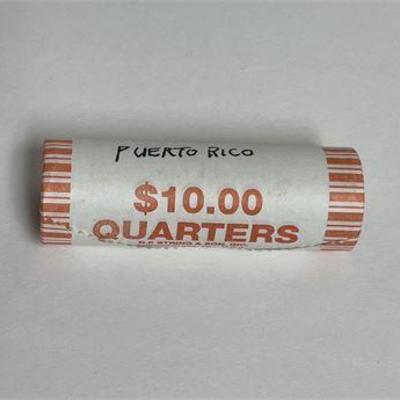 PUERTO RICO
$10.00
QUARTERS